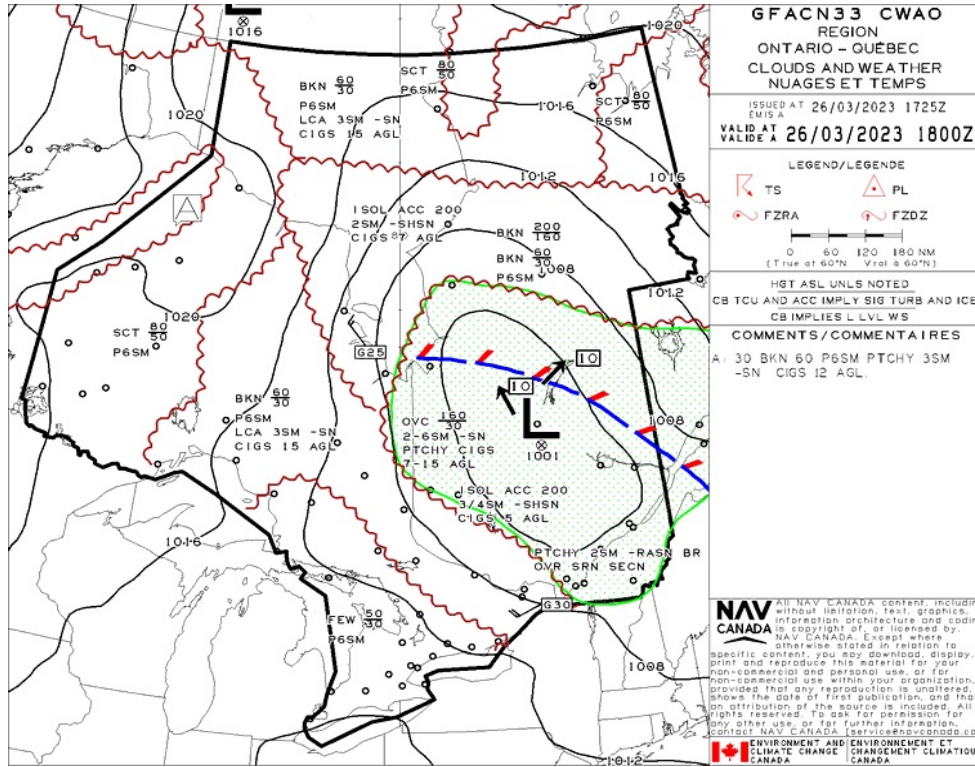 1016
1020
BKN 60/30
P6SM
LCA 3SM -SN
CIGS 15 AGL
SCT 80/50
P6SM
1016
SCT 80/50
P6SM
1020
1012
1016
A
ISOL ACC 200
2SM -SHSN
CIGS 7 AGL
BKN 200/160
BKN 60/30
P6SM
1008
1012
1020
SCT 80/50
P6SM
G25
10
10
BKN 60/30
P6SM
LCA 3SM -SN
CIGS 15 AGL
OVC 160/30
2-6SM -SN
PTCHY CIGS
7-15 AGL
L
1001
1008
ISOL ACC 200
3/4SM -SHSN
CIGS 5 AGL
1016
PTCHY 2SM -RASN BR
OVR SRN SECN
G30
FEW 50/30
P6SM
1008
1012
GFACN33 CWAO
REGION
ONTARIO - QUÉBEC
CLOUDS AND WEATHER
NUAGES ET TEMPS
ISSUED AT 26/03/2023 1725Z
ÉMIS A
VALID AT 26/03/2023 1800Z
VALIDE A
LEGEND/LÉGENDE
TS
PL
FZRA
FZDZ
0 60 120 180 NM
(True at 60°N Vrai à 60°N)
HGT ASL UNLS NOTED
CB TCU AND ACC IMPLY SIG TURB AND ICE
CB IMPLIES L LVL WS
COMMENTS/COMMENTAIRES
A: 30 BKN 60 P6SM PTCHY 3SM
-SN CIGS 12 AGL.
NAV CANADA
All NAV CANADA content, including
without limitation, text, graphics,
information architecture and coding
is copyright of, or licensed by,
NAV CANADA. Except where
otherwise stated in relation to
specific content, you may download, display,
print and reproduce this material for your
non-commercial and personal use, or for
non-commercial use within your organization,
provided that any reproduction is unaltered,
shows the date of first publication, and that
an attribution of the source is included. All
rights reserved. To ask for permission for
any other use, or for further information,
contact NAV CANADA
ENVIRONMENT AND
CLIMATE CHANGE
CANADA
ENVIRONNEMENT ET
CHANGEMENT CLIMATIQUE
CANADA